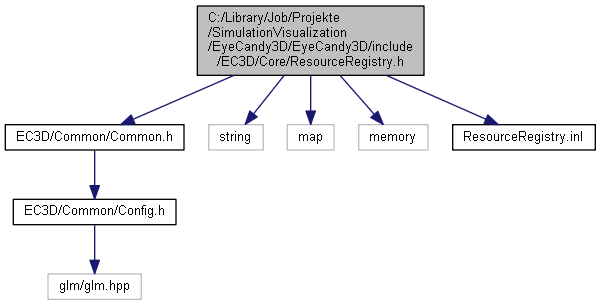 C:/Library/Job/Projekte
/SimulationVisualization
/EyeCandy3D/EyeCandy3D/include
/EC3D/Core/ResourceRegistry.h
EC3D/Common/Common.h
string
map
memory
ResourceRegistry.inl
EC3D/Common/Config.h
glm/glm.hpp